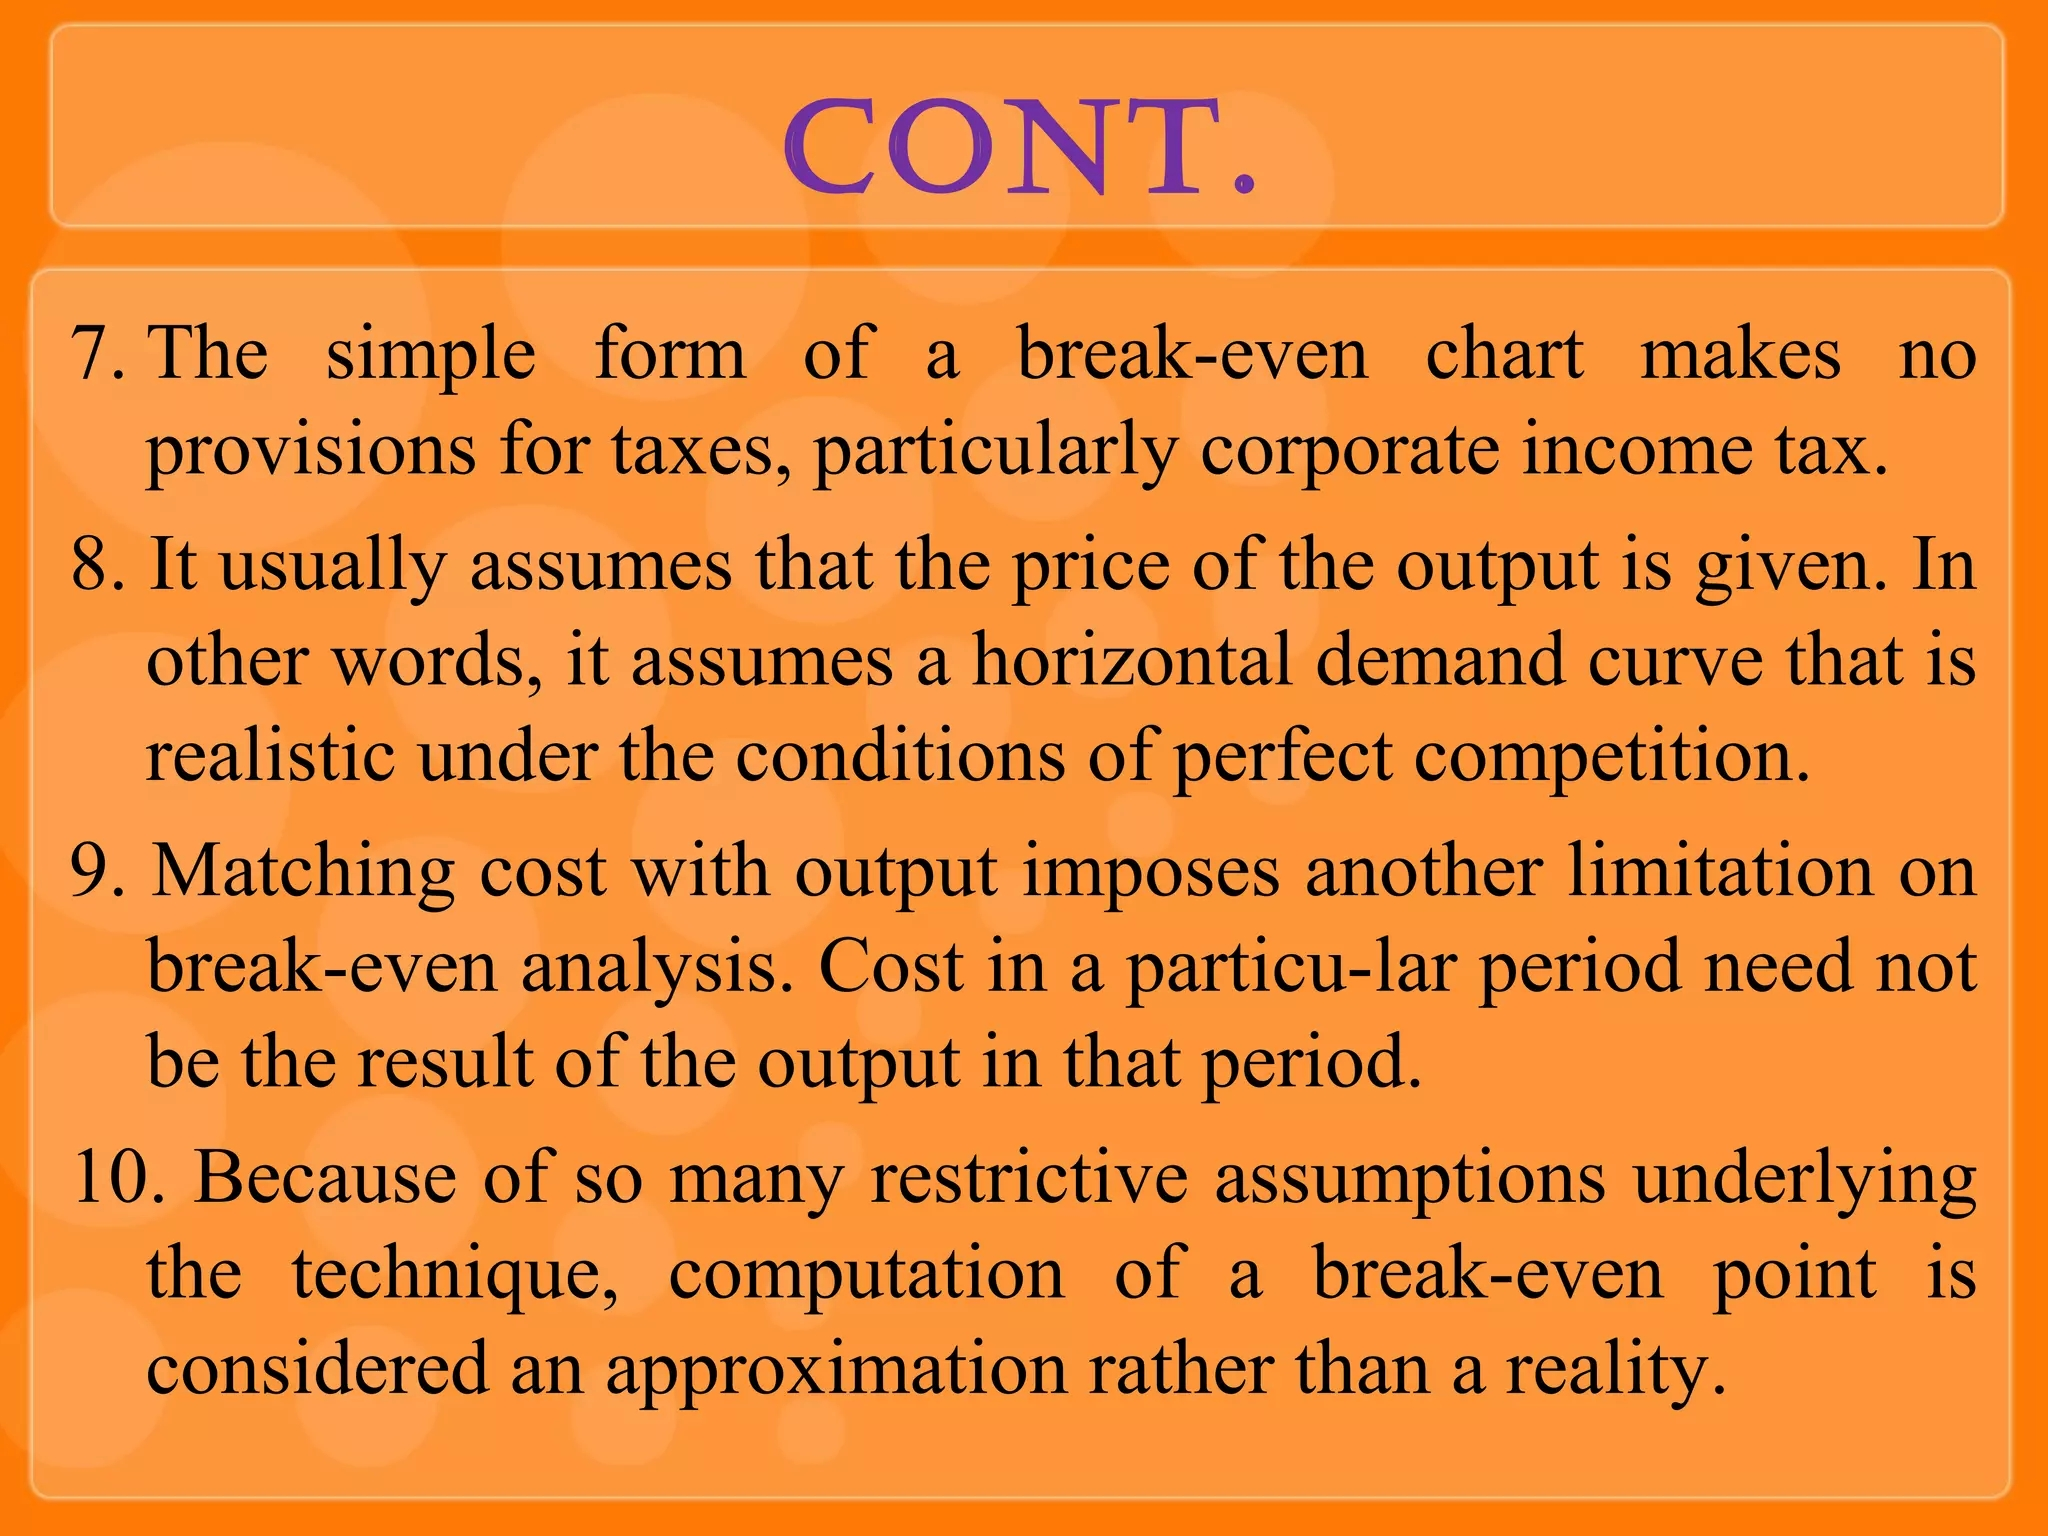 CONT.
7. The simple form of a break-even chart makes no
provisions for taxes, particularly corporate income tax.
8. It usually assumes that the price of the output is given. In
other words, it assumes a horizontal demand curve that is
realistic under the conditions of perfect competition.
9. Matching cost with output imposes another limitation on
break-even analysis. Cost in a particu-lar period need not
be the result of the output in that period.
10. Because of so many restrictive assumptions underlying
the technique, computation of a break-even point is
considered an approximation rather than a reality.